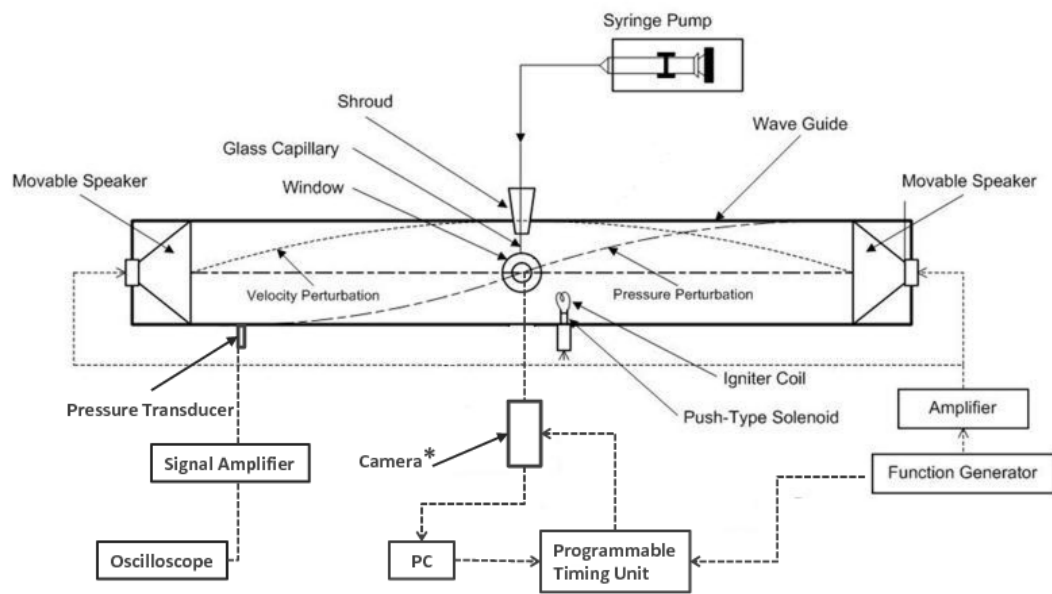 Syringe Pump
Shroud
Wave Guide
Glass Capillary
Movable Speaker
Window
Movable Speaker
Velocity Perturbation
Pressure Perturbation
Igniter Coil
Pressure Transducer
Push-Type Solenoid
Amplifier
Signal Amplifier
Camera*
Function Generator
Oscilloscope
PC
Programmable
Timing Unit